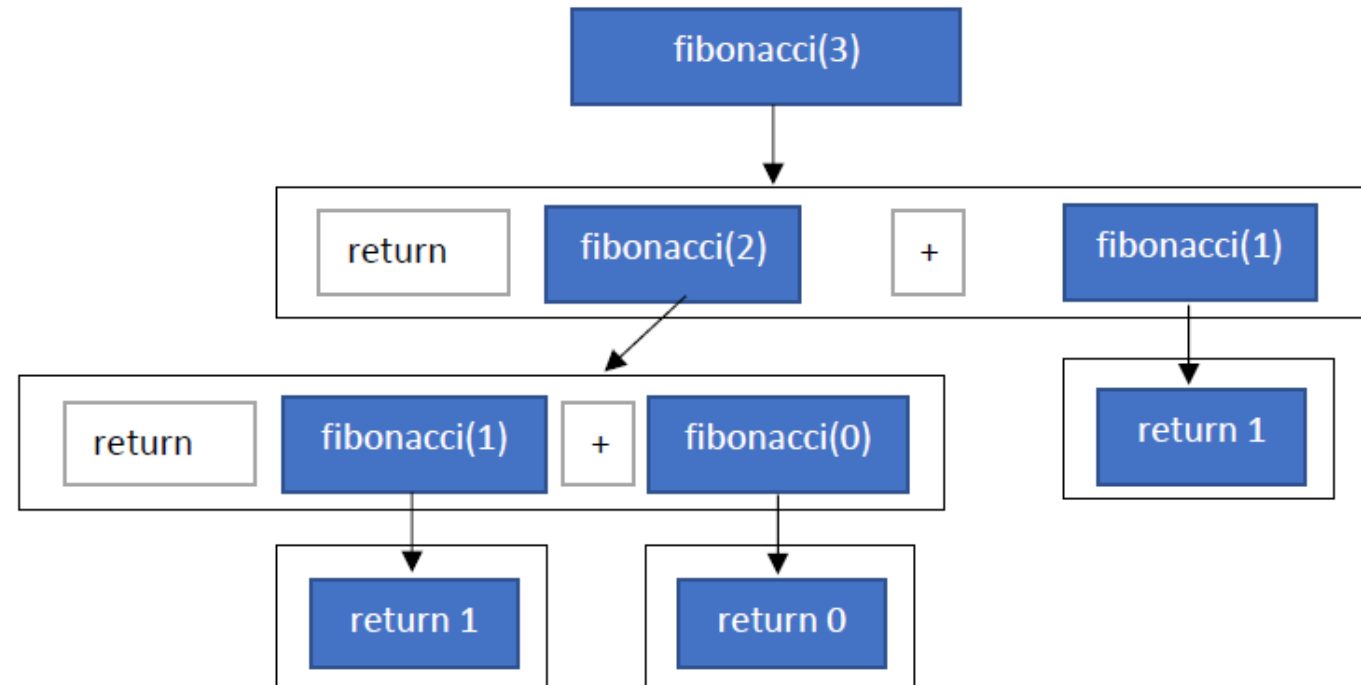 fibonacci(3)
return fibonacci(2) + fibonacci(1)
return fibonacci(1) + fibonacci(0)
return 1
return 1
return 0